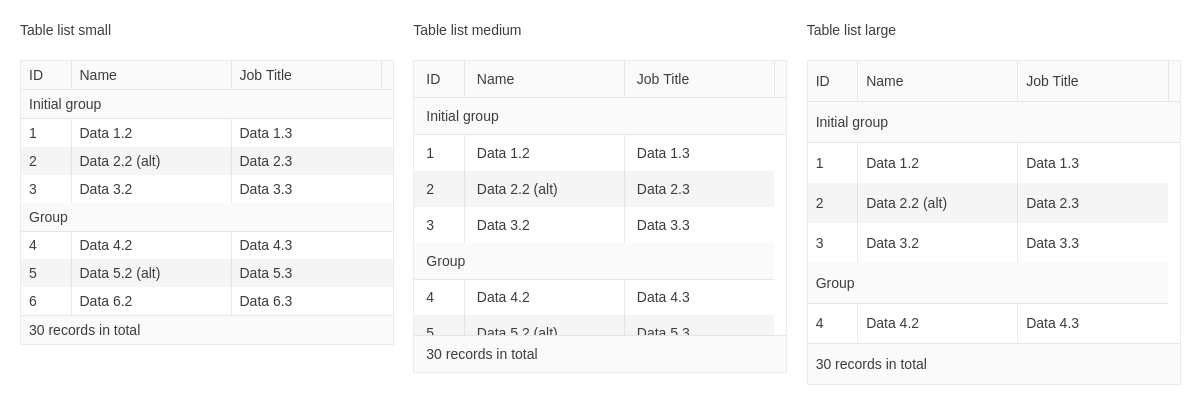 Table list small
ID Name Job Title
Initial group
1 Data 1.2 Data 1.3
2 Data 2.2 (alt) Data 2.3
3 Data 3.2 Data 3.3
Group
4 Data 4.2 Data 4.3
5 Data 5.2 (alt) Data 5.3
6 Data 6.2 Data 6.3
30 records in total
Table list medium
ID Name Job Title
Initial group
1 Data 1.2 Data 1.3
2 Data 2.2 (alt) Data 2.3
3 Data 3.2 Data 3.3
Group
4 Data 4.2 Data 4.3
5 Data 5.2 (alt) Data 5.3
30 records in total
Table list large
ID Name Job Title
Initial group
1 Data 1.2 Data 1.3
2 Data 2.2 (alt) Data 2.3
3 Data 3.2 Data 3.3
Group
4 Data 4.2 Data 4.3
30 records in total